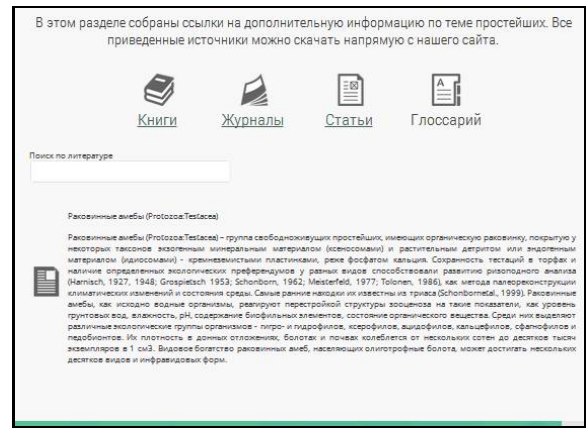 В этом разделе собраны ссылки на дополнительную информацию по теме простейших. Все
приведенные источники можно скачать напрямую с нашего сайта.
Книги Журналы Статьи Глоссарий
Поиск по литературе
Раковинные амебы (Protozoa:Testacea)
Раковинные амебы (Protozoa:Testacea) – группа свободноживущих простейших, имеющих органическую раковинку, покрытую у
некоторых таксонов экзогенным минеральным материалом (ксеносомами) и растительным детритом или эндогенным
материалом (идиосомами) - кремнеземистыми пластинками, реже фосфатом кальция. Сохранность тестаций в торфах и
наличие определенных экологических преферендумов у разных видов способствовали развитию ризоподного анализа
(Harnisch, 1927, 1948; Grospietsch 1953; Schonborn, 1962; Meisterfeld, 1977; Tolonen, 1986), как метода палеореконструкции
климатических изменений и состояния среды. Самые ранние находки их известны из триаса (Schonbornetal., 1999). Раковинные
амебы, как исходно водные организмы, реагируют перестройкой структуры зооценоза на такие показатели, как уровень
грунтовых вод, влажность, pH, содержание биофильных элементов, состояние органического вещества. Среди них выделяют
различные экологические группы организмов - гигро- и гидрофилов, ксерофилов, ацидофилов, кальцефилов, сфагнофилов и
педобионтов. Их плотность в донных отложениях, болотах и почвах колеблется от нескольких сотен до десятков тысяч
экземпляров в 1 см3. Видовое богатство раковинных амеб, населяющих олиготрофные болота, может достигать нескольких
десятков видов и инфравидовых форм.